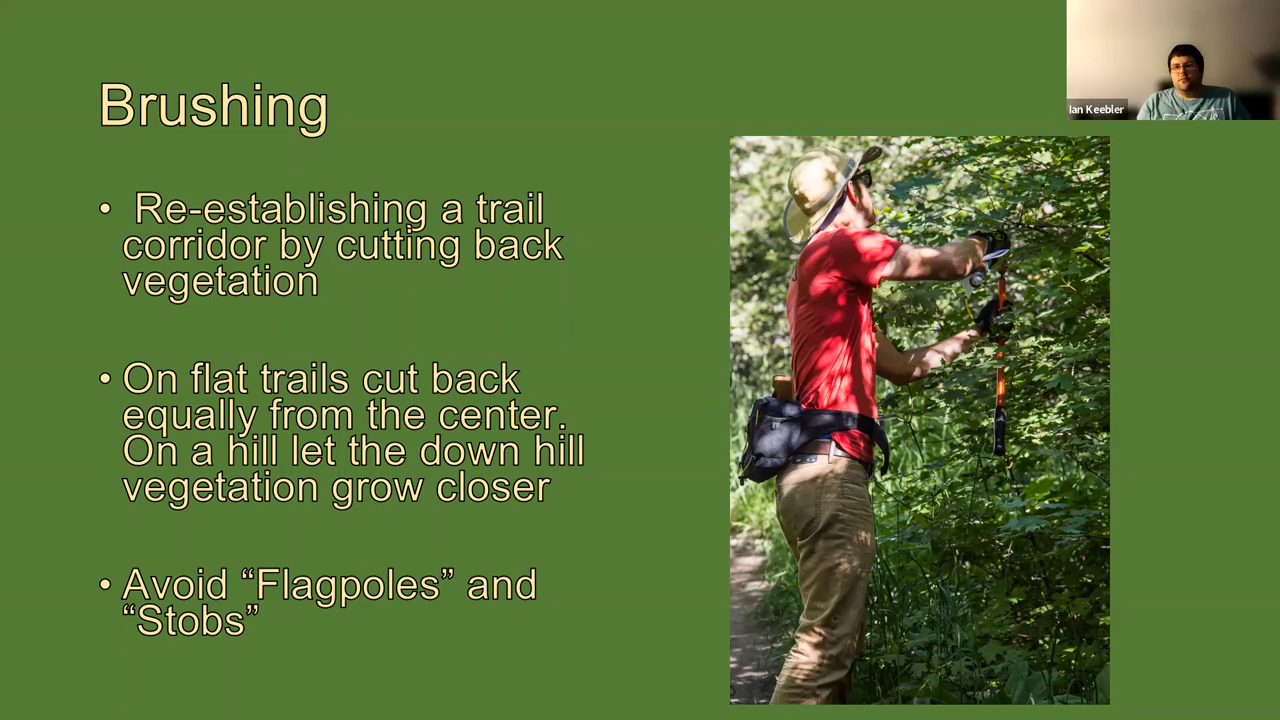 Brushing
Ian Keebler
• Re-establishing a trail
corridor by cutting back
vegetation
• On flat trails cut back
equally from the center.
On a hill let the down hill
vegetation grow closer
• Avoid “Flagpoles” and
“Stobs”